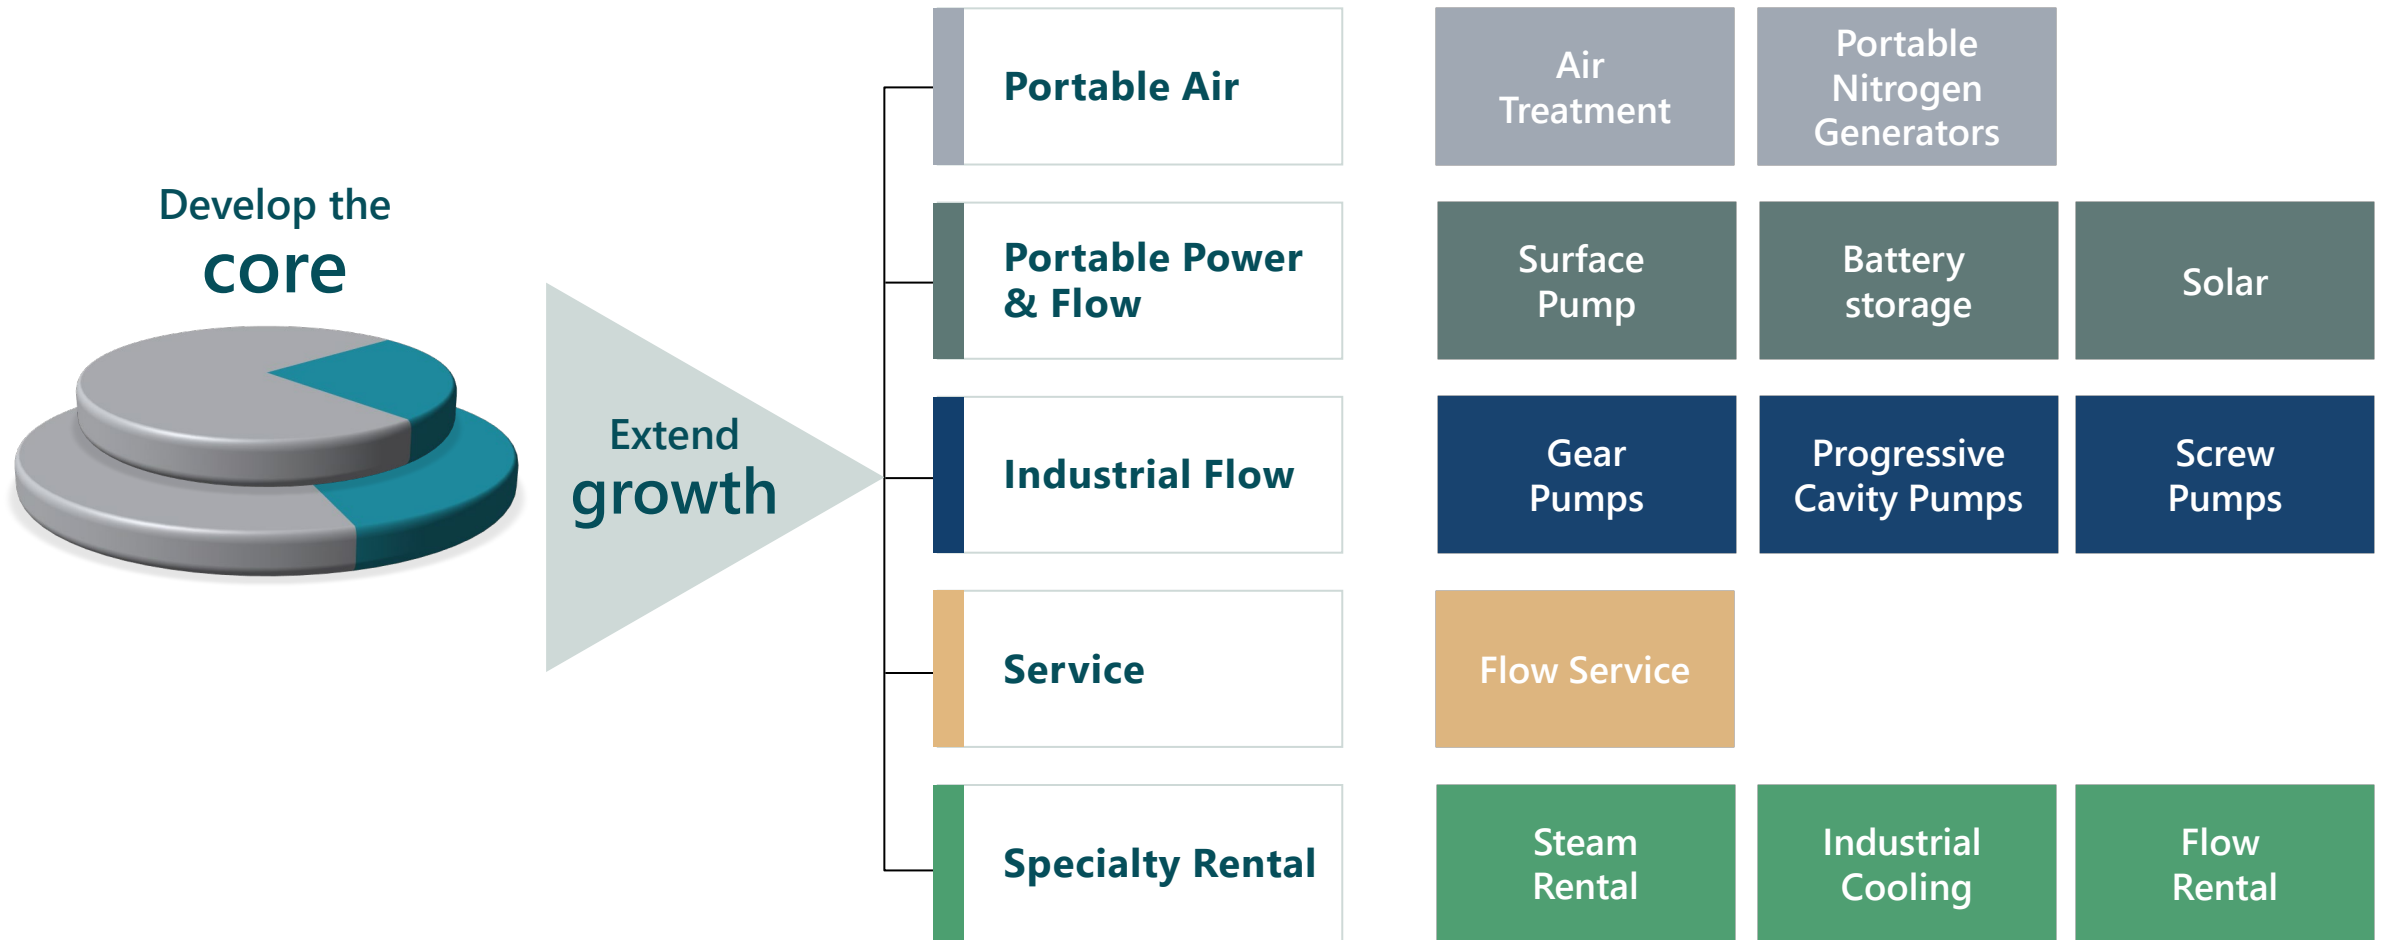 Develop the
core
Extend
growth
Portable Air
Air
Treatment
Portable
Nitrogen
Generators
Portable Power
& Flow
Surface
Pump
Battery
storage
Solar
Industrial Flow
Gear
Pumps
Progressive
Cavity Pumps
Screw
Pumps
Service
Flow Service
Specialty Rental
Steam
Rental
Industrial
Cooling
Flow
Rental